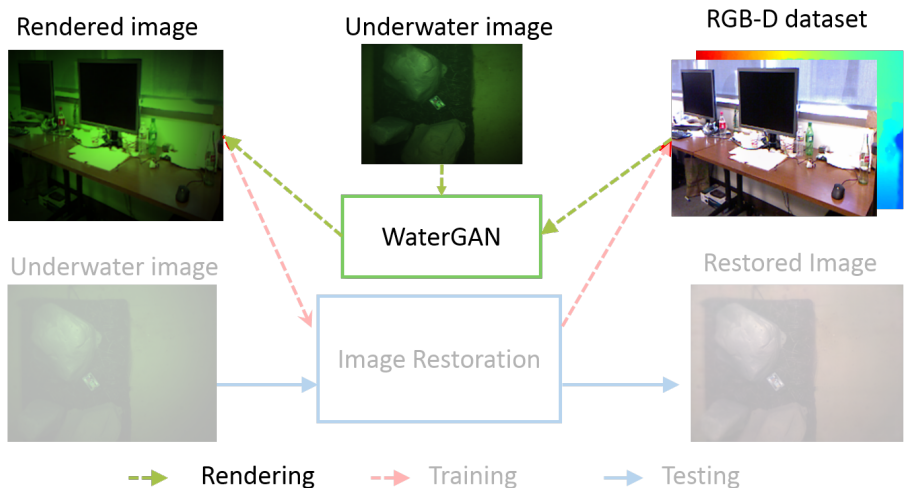 Rendered image
Underwater image
RGB-D dataset
WaterGAN
Underwater image
Restored Image
Image Restoration
Rendering
Training
Testing